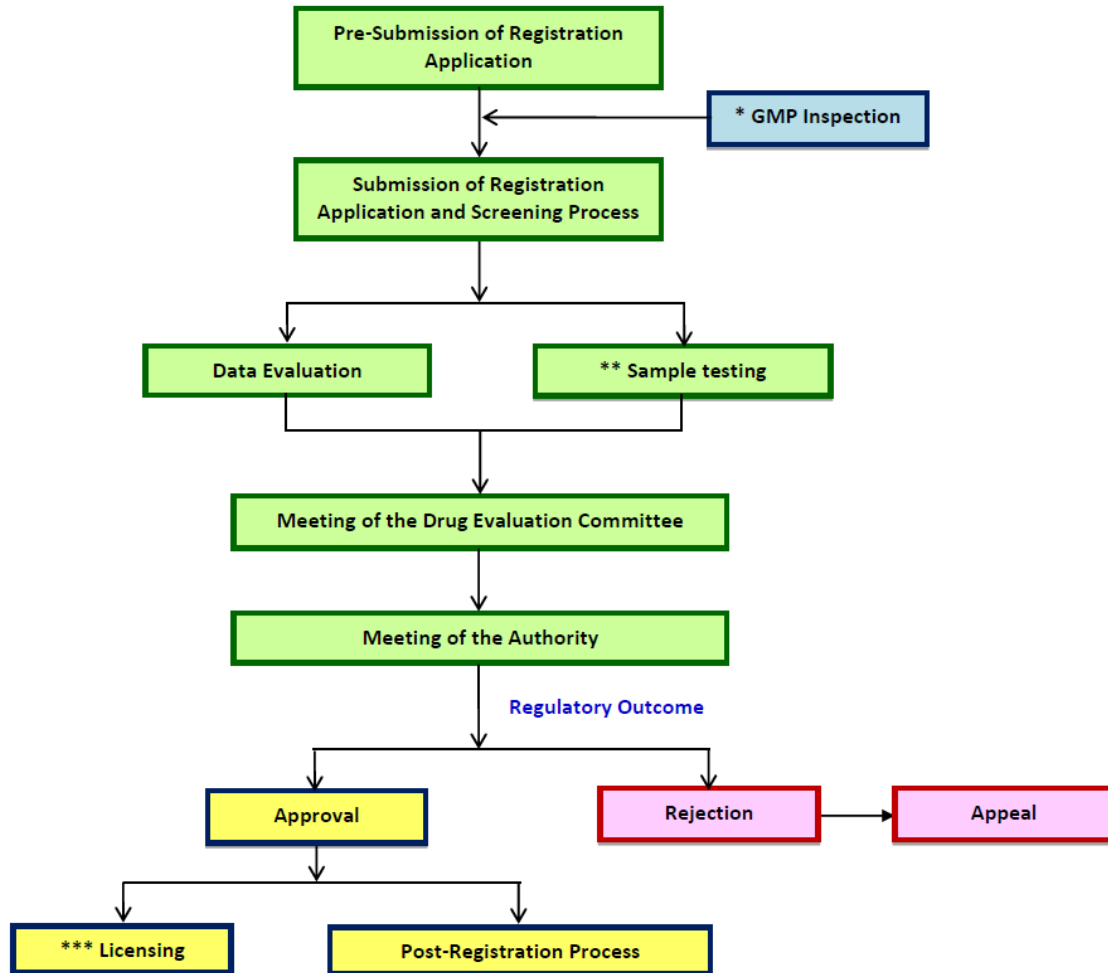 Pre-Submission of Registration
Application
* GMP Inspection
Submission of Registration
Application and Screening Process
Data Evaluation
** Sample testing
Meeting of the Drug Evaluation Committee
Meeting of the Authority
Regulatory Outcome
Approval
Rejection
Appeal
*** Licensing
Post-Registration Process